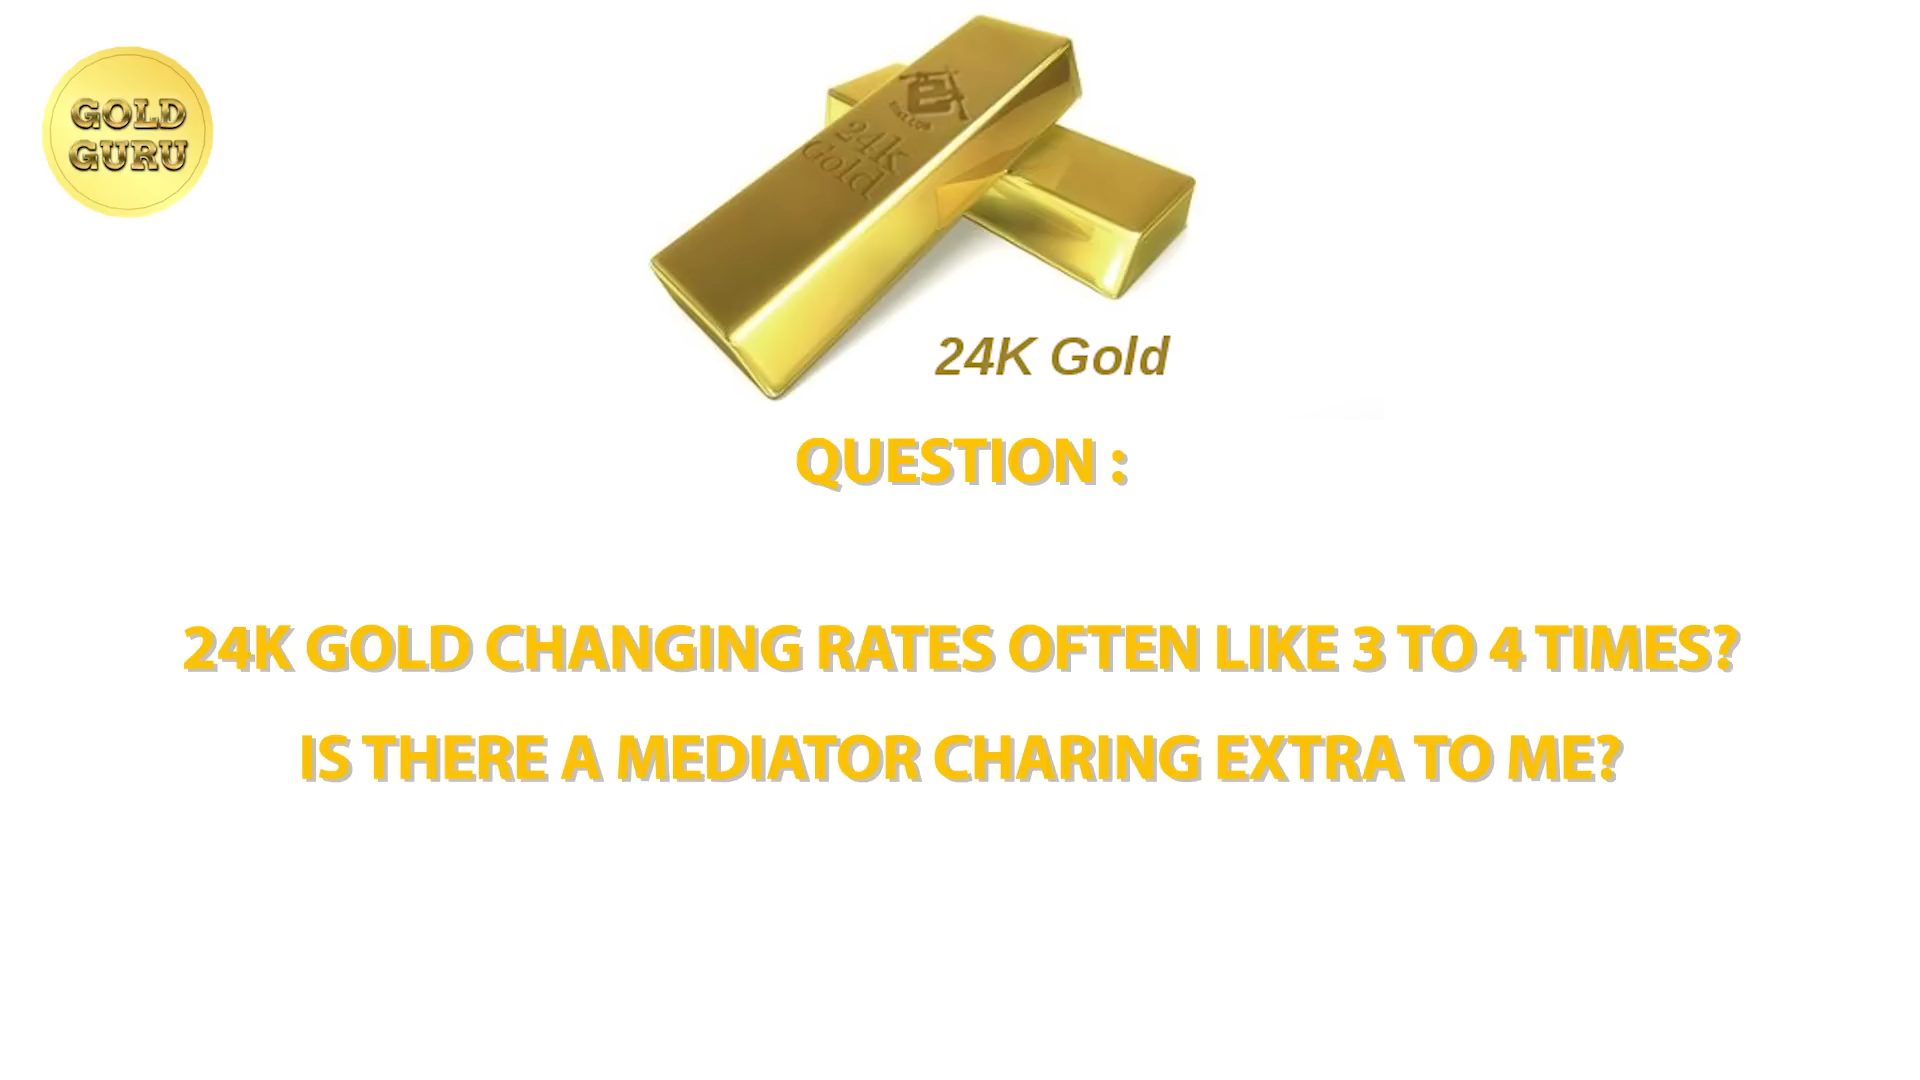 GOLD
GURU
24k
Gold
24K Gold
QUESTION :
24K GOLD CHANGING RATES OFTEN LIKE 3 TO 4 TIMES?
IS THERE A MEDIATOR CHARING EXTRA TO ME?